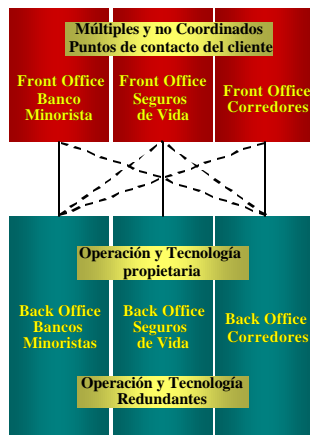 Múltiples y no Coordinados
Puntos de contacto del cliente
Front Office
Banco
Minorista
Front Office
Seguros
de Vida
Front Office
Corredores
Operación y Tecnología
propietaria
Back Office
Bancos
Minoristas
Back Office
Seguros
de Vida
Back Office
Corredores
Operación y Tecnología
Redundantes